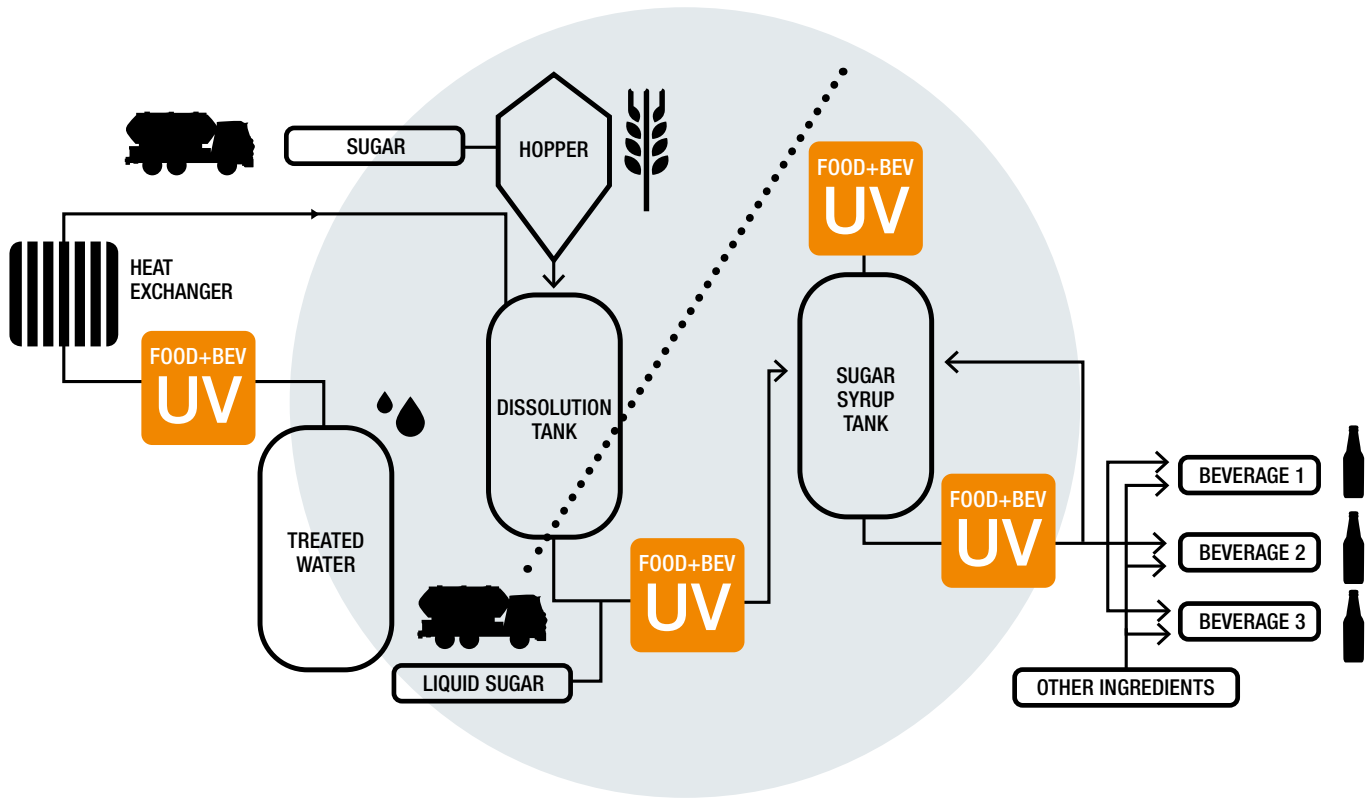 SUGAR
HOPPER
FOOD+BEV
UV
HEAT
EXCHANGER
FOOD+BEV
UV
DISSOLUTION
TANK
SUGAR
SYRUP
TANK
TREATED
WATER
FOOD+BEV
UV
FOOD+BEV
UV
BEVERAGE 1
BEVERAGE 2
BEVERAGE 3
LIQUID SUGAR
OTHER INGREDIENTS